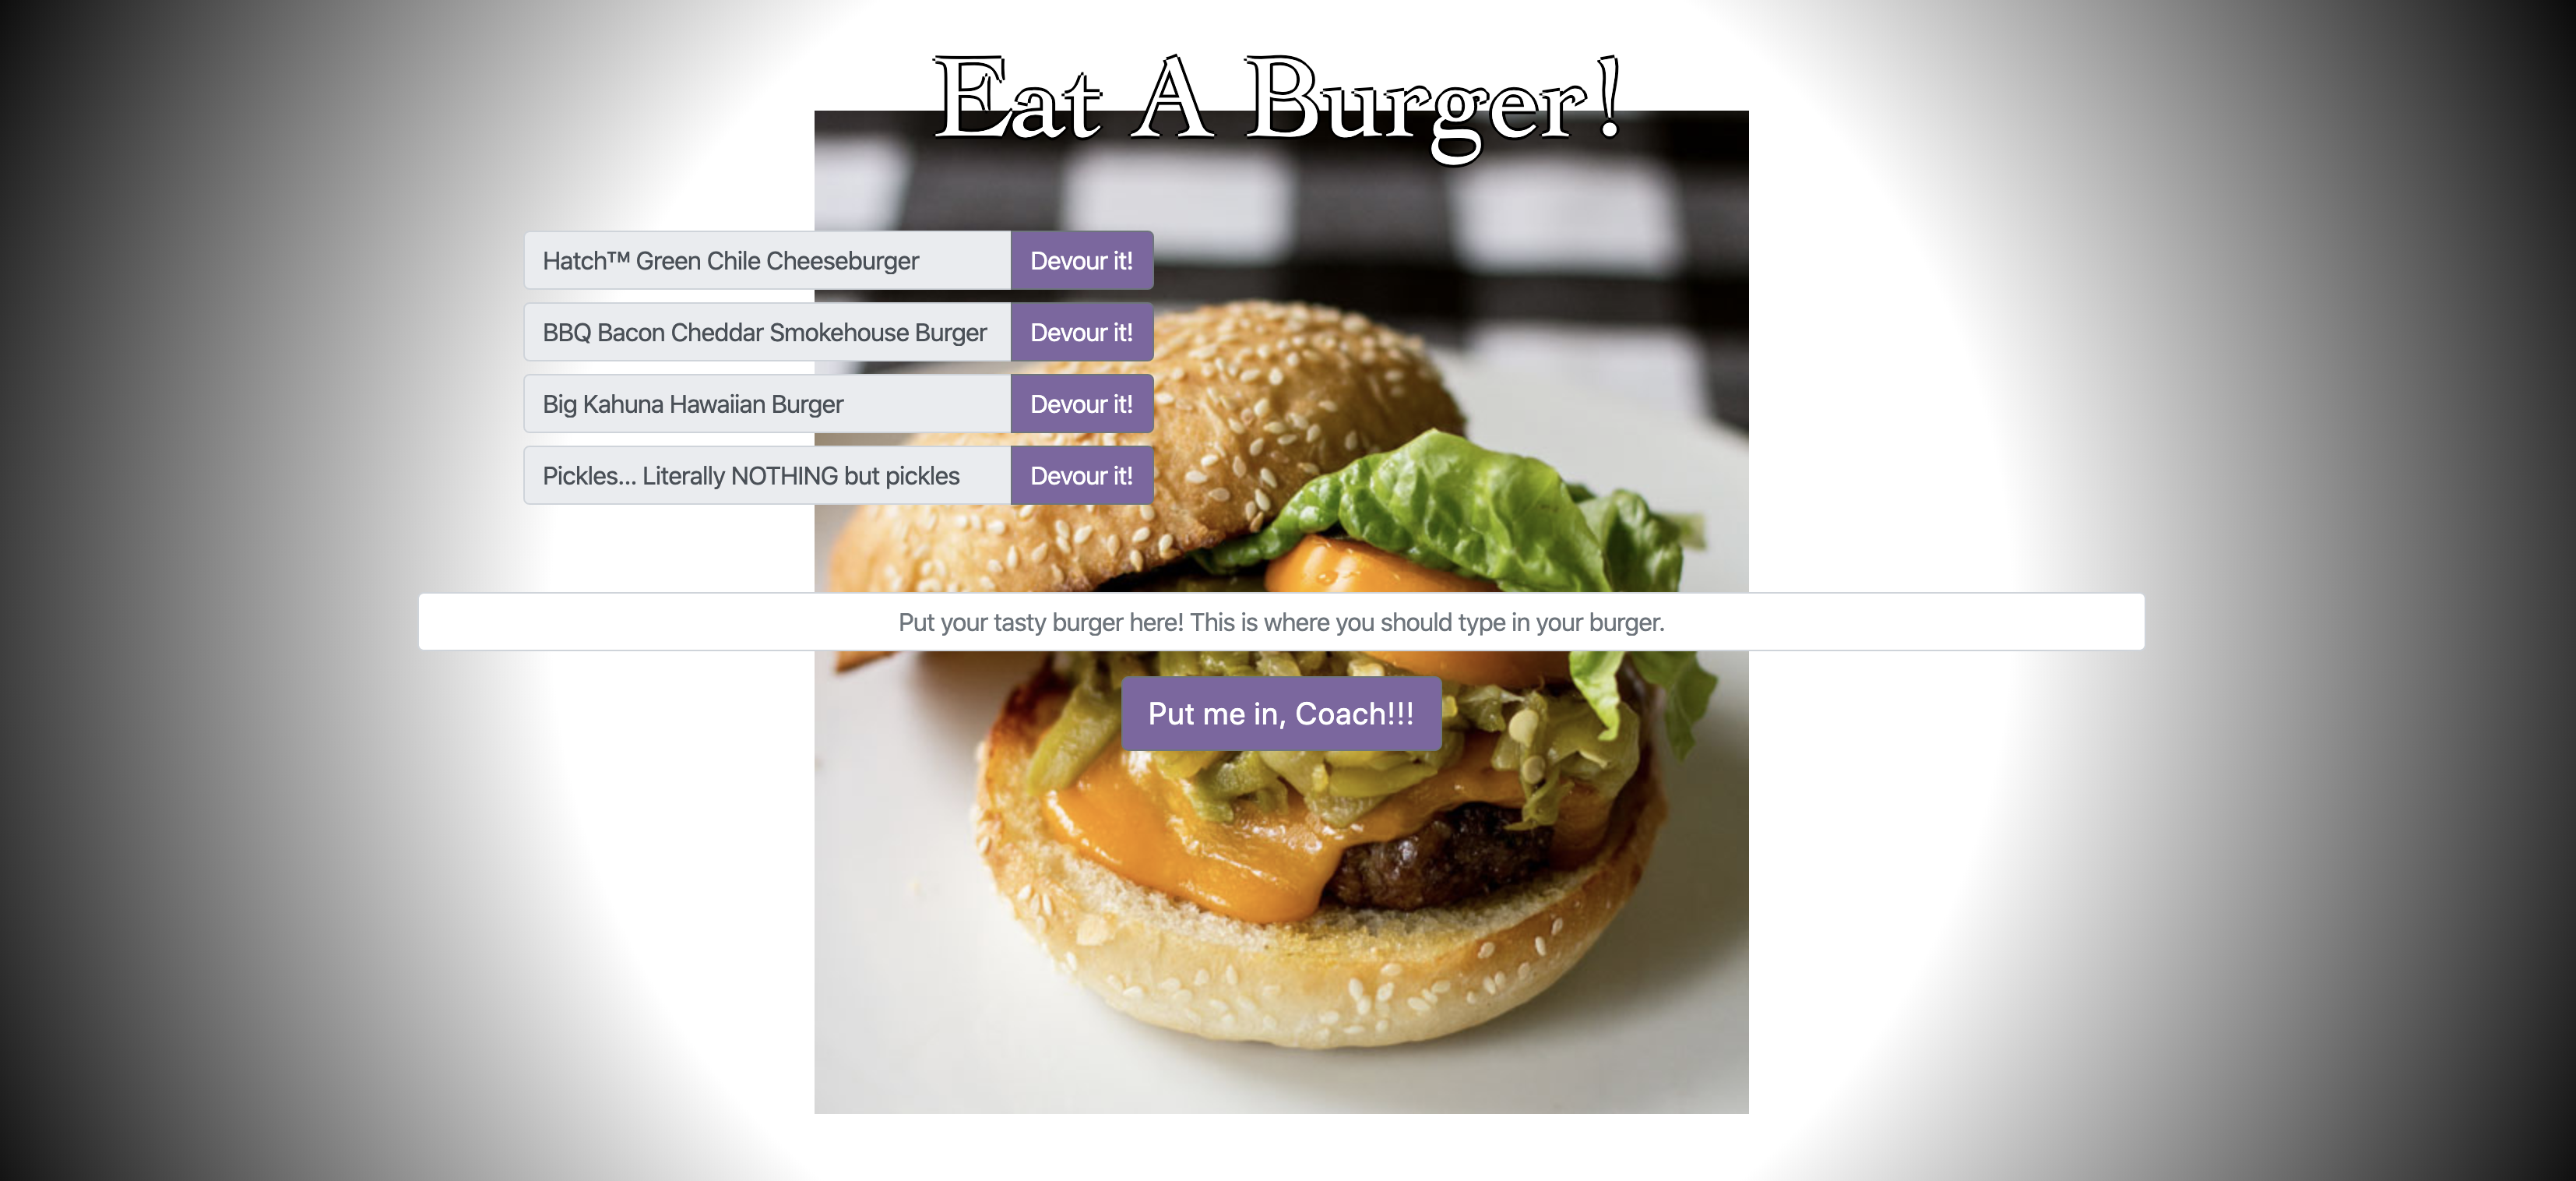 Eat A Burger!
Hatch™ Green Chile Cheeseburger Devour it!
BBQ Bacon Cheddar Smokehouse Burger Devour it!
Big Kahuna Hawaiian Burger Devour it!
Pickles... Literally NOTHING but pickles Devour it!
Put your tasty burger here! This is where you should type in your burger.
Put me in, Coach!!!